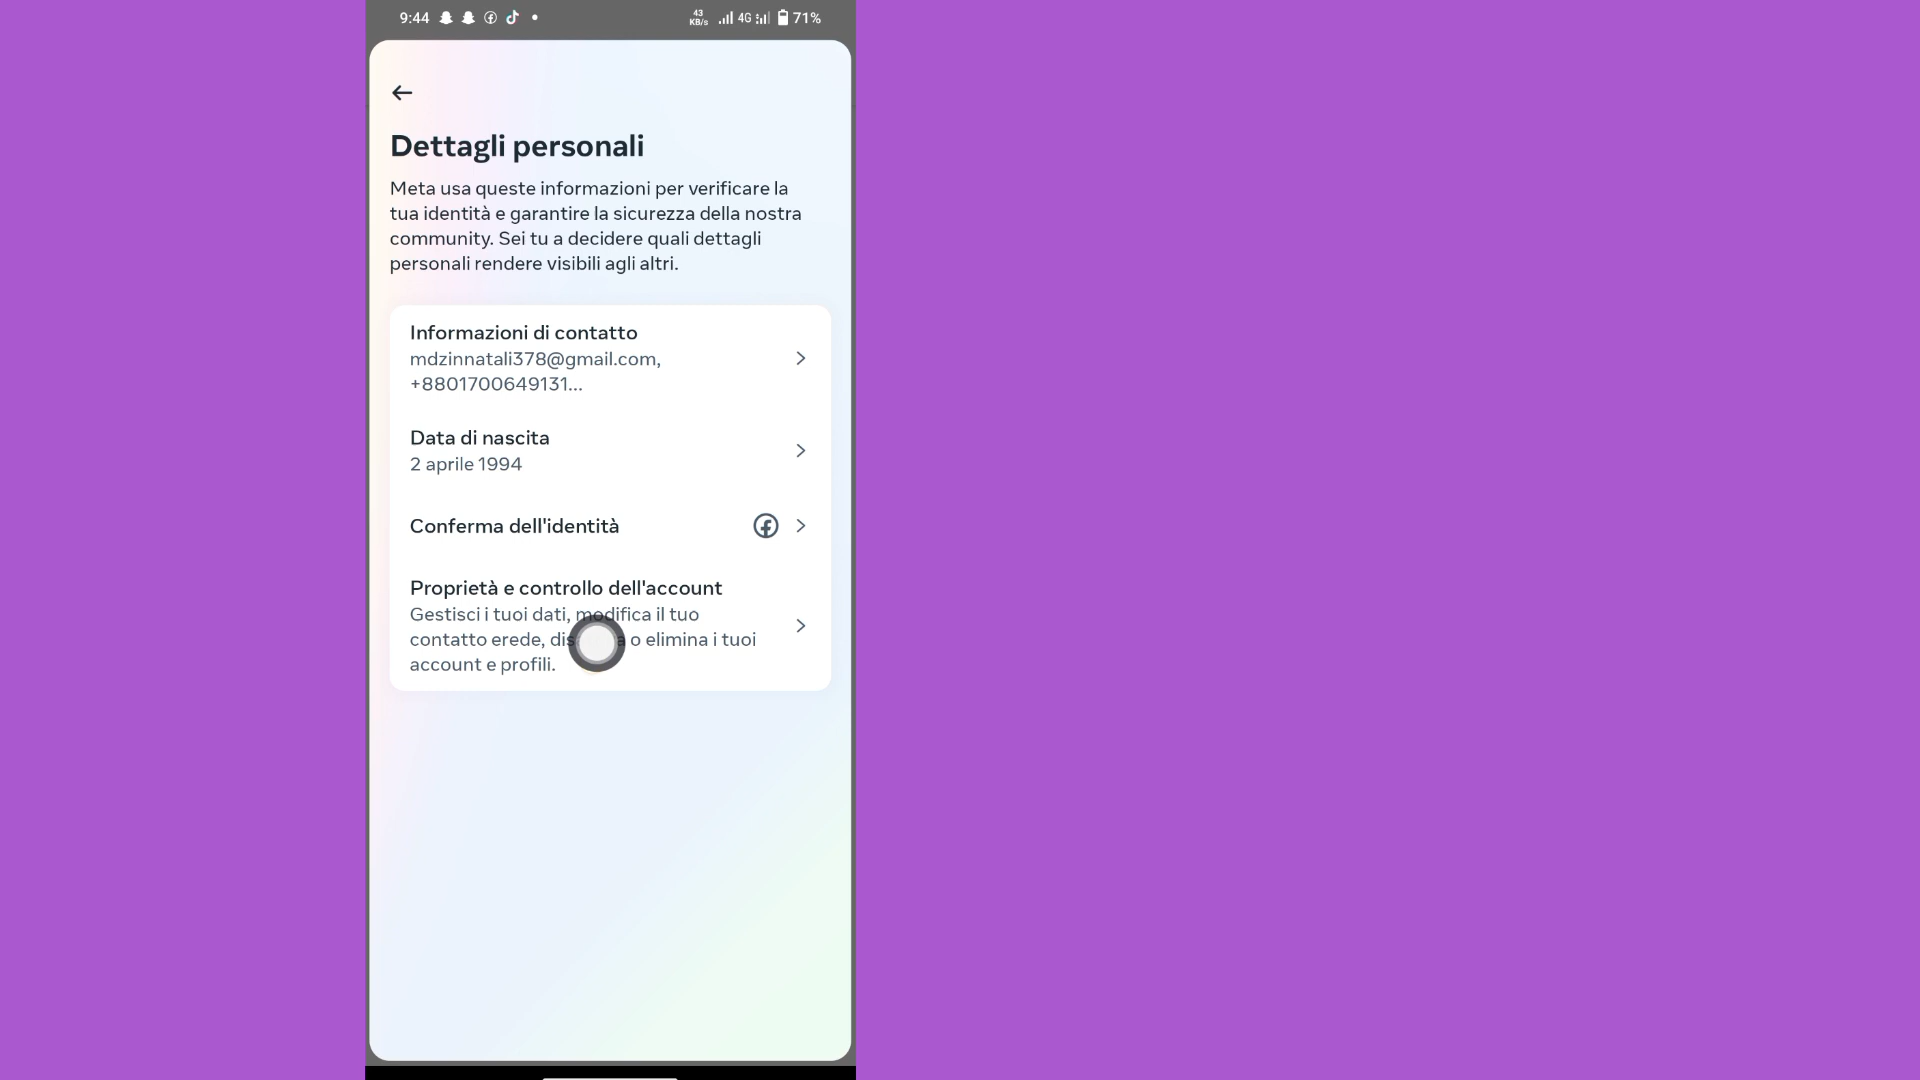 9:44 43 KB/s 4G 71%
Dettagli personali
Meta usa queste informazioni per verificare la
tua identità e garantire la sicurezza della nostra
community. Sei tu a decidere quali dettagli
personali rendere visibili agli altri.
Informazioni di contatto
mdzinnatali378@gmail.com,
+8801700649131...
Data di nascita
2 aprile 1994
Conferma dell'identità
Proprietà e controllo dell'account
Gestisci i tuoi dati, modifica il tuo
contatto erede, o elimina i tuoi
account e profili.